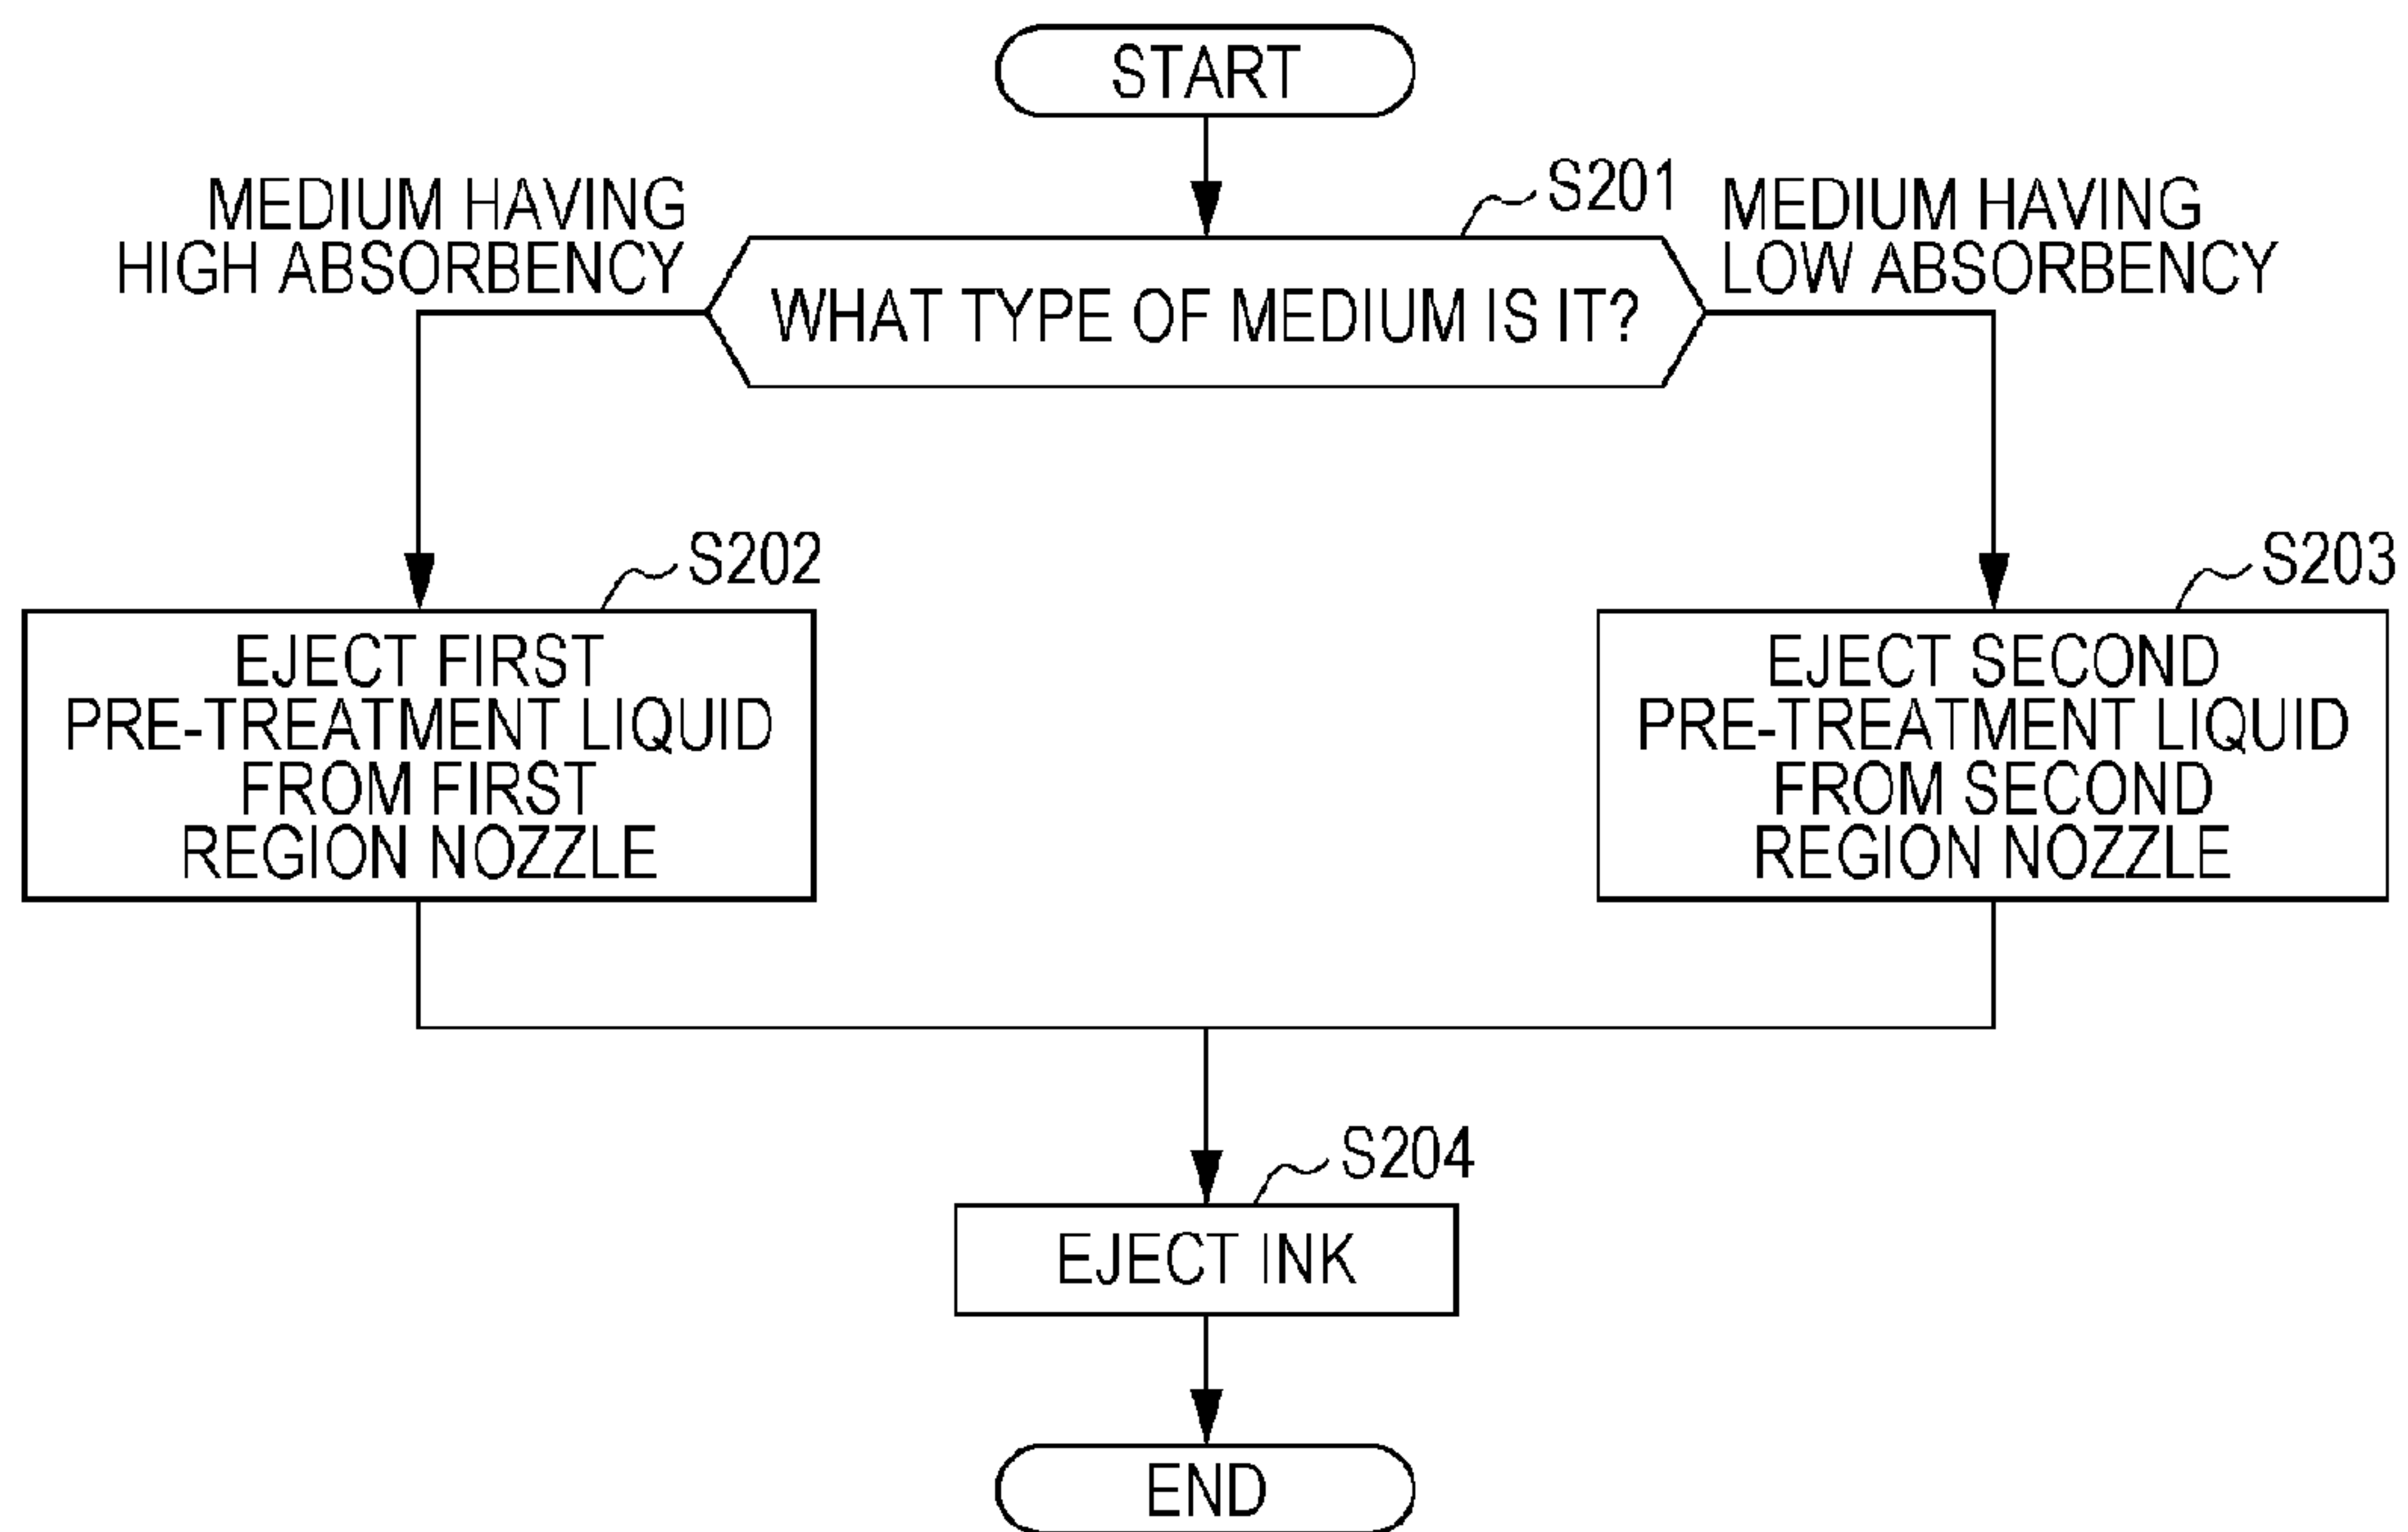 START
S201
MEDIUM HAVING
HIGH ABSORBENCY
WHAT TYPE OF MEDIUM IS IT?
MEDIUM HAVING
LOW ABSORBENCY
S202
EJECT FIRST
PRE-TREATMENT LIQUID
FROM FIRST
REGION NOZZLE
S203
EJECT SECOND
PRE-TREATMENT LIQUID
FROM SECOND
REGION NOZZLE
S204
EJECT INK
END